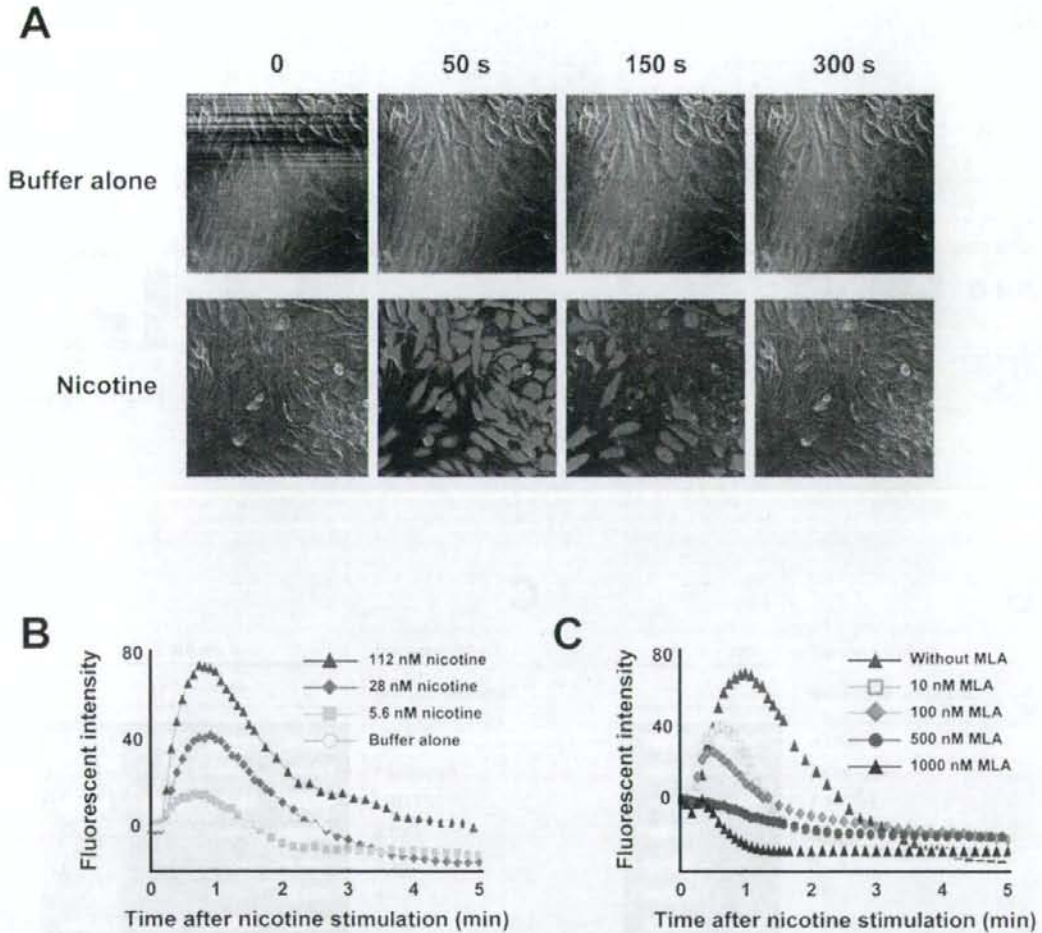 A
0 50 s 150 s 300 s
Buffer alone
Nicotine
B
Fluorescent intensity
80
40
0
112 nM nicotine
28 nM nicotine
5.6 nM nicotine
Buffer alone
0 1 2 3 4 5
Time after nicotine stimulation (min)
C
Fluorescent intensity
80
40
0
Without MLA
10 nM MLA
100 nM MLA
500 nM MLA
1000 nM MLA
0 1 2 3 4 5
Time after nicotine stimulation (min)